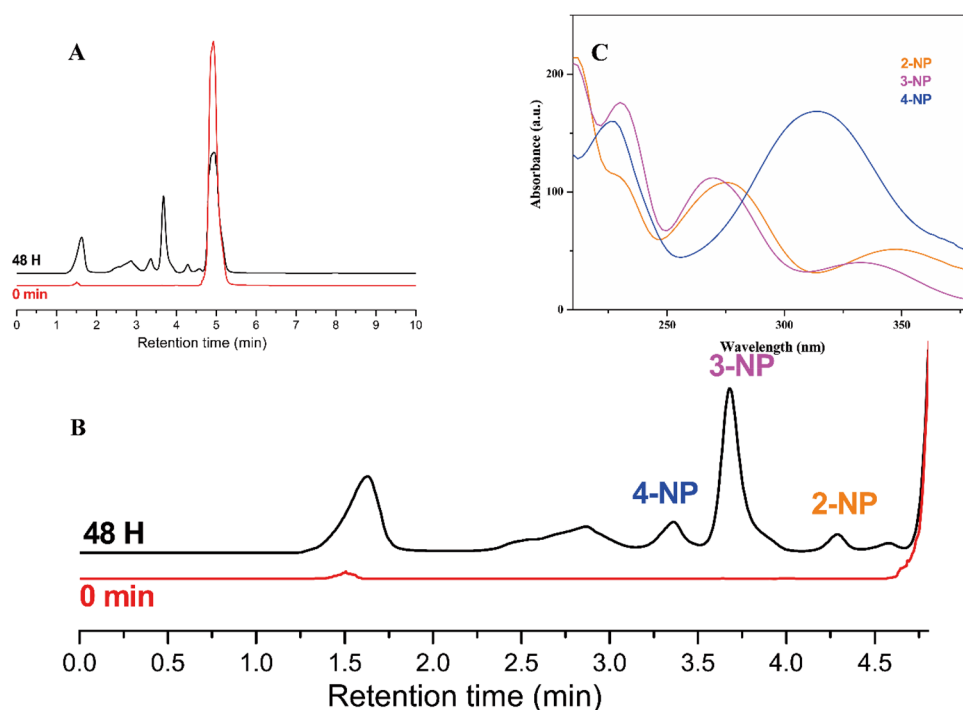 A
48 H
0 min
0 1 2 3 4 5 6 7 8 9 10
Retention time (min)
C
2-NP
3-NP
4-NP
200
100
0
Absorbance (a.u.)
250 300 350
Wavelength (nm)
B
3-NP
4-NP
2-NP
48 H
0 min
0.0 0.5 1.0 1.5 2.0 2.5 3.0 3.5 4.0 4.5
Retention time (min)